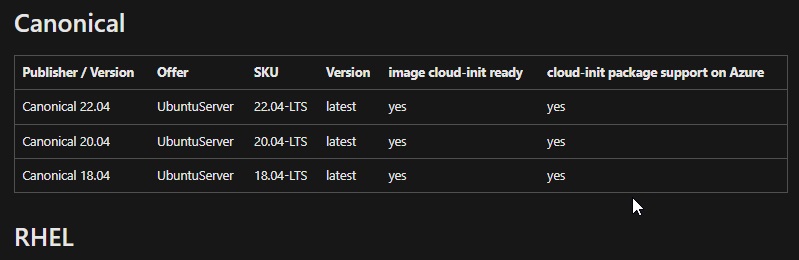 Canonical
Publisher / Version Offer SKU Version image cloud-init ready cloud-init package support on Azure
Canonical 22.04 UbuntuServer 22.04-LTS latest yes yes
Canonical 20.04 UbuntuServer 20.04-LTS latest yes yes
Canonical 18.04 UbuntuServer 18.04-LTS latest yes yes
RHEL